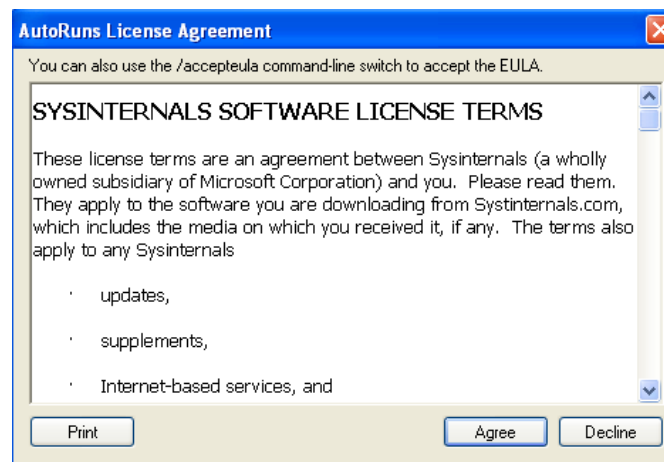 AutoRuns License Agreement
You can also use the /accepteula command-line switch to accept the EULA.
SYSINTERNALS SOFTWARE LICENSE TERMS
These license terms are an agreement between Sysinternals (a wholly
owned subsidiary of Microsoft Corporation) and you.  Please read them.
They apply to the software you are downloading from Systinternals.com,
which includes the media on which you received it, if any.  The terms also
apply to any Sysinternals
· updates,
· supplements,
· Internet-based services, and
Print Agree Decline